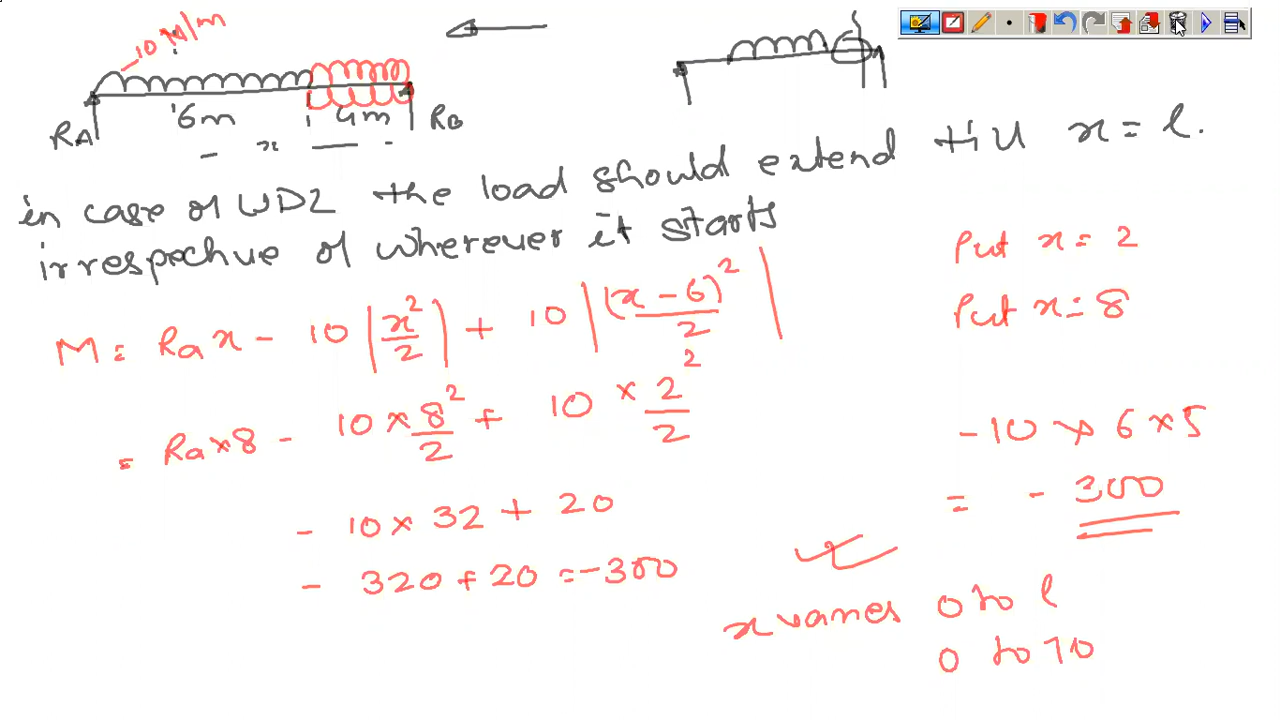 10 N/m
6m
4m
RA
x
RB
in case of UDL the load should extend till x = l.
irrespective of wherever it starts
Put x = 2
M = Ra x - 10 |x²/2| + 10 |(x - 6)²/2|
Put x = 8
= Ra × 8 - 10 × 8²/2 + 10 × 2²/2
- 10 × 6 × 5
- 10 × 32 + 20
= - 300
- 320 + 20 = -300
x varies 0 to l
0 to 10